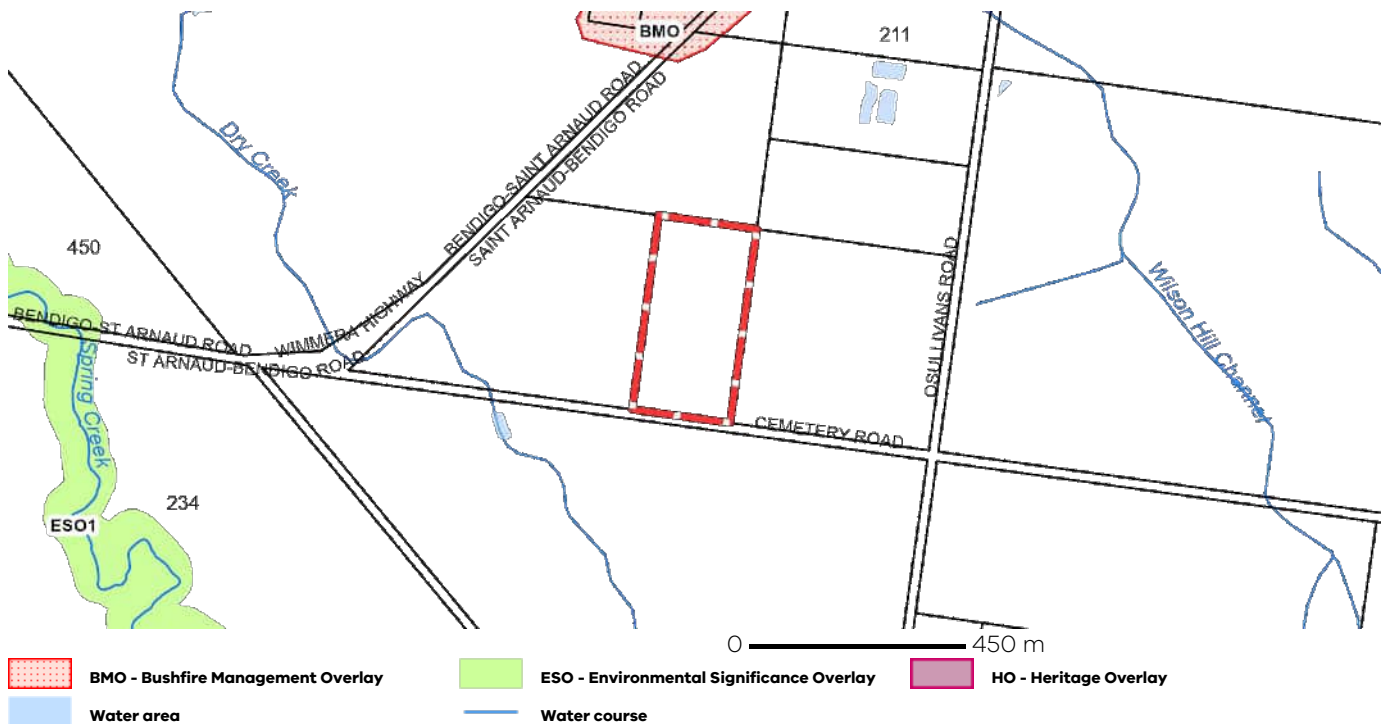 BMO
211
BENDIGO-SAINT ARNAUD ROAD
SAINT ARNAUD-BENDIGO ROAD
Dry Creek
450
OSULLIVANS ROAD
Wilson Hill Channel
WIMMERA HIGHWAY
BENDIGO-ST ARNAUD ROAD
ST ARNAUD-BENDIGO ROAD
Spring Creek
CEMETERY ROAD
234
ESO1
0 450 m
BMO - Bushfire Management Overlay
ESO - Environmental Significance Overlay
HO - Heritage Overlay
Water area
Water course